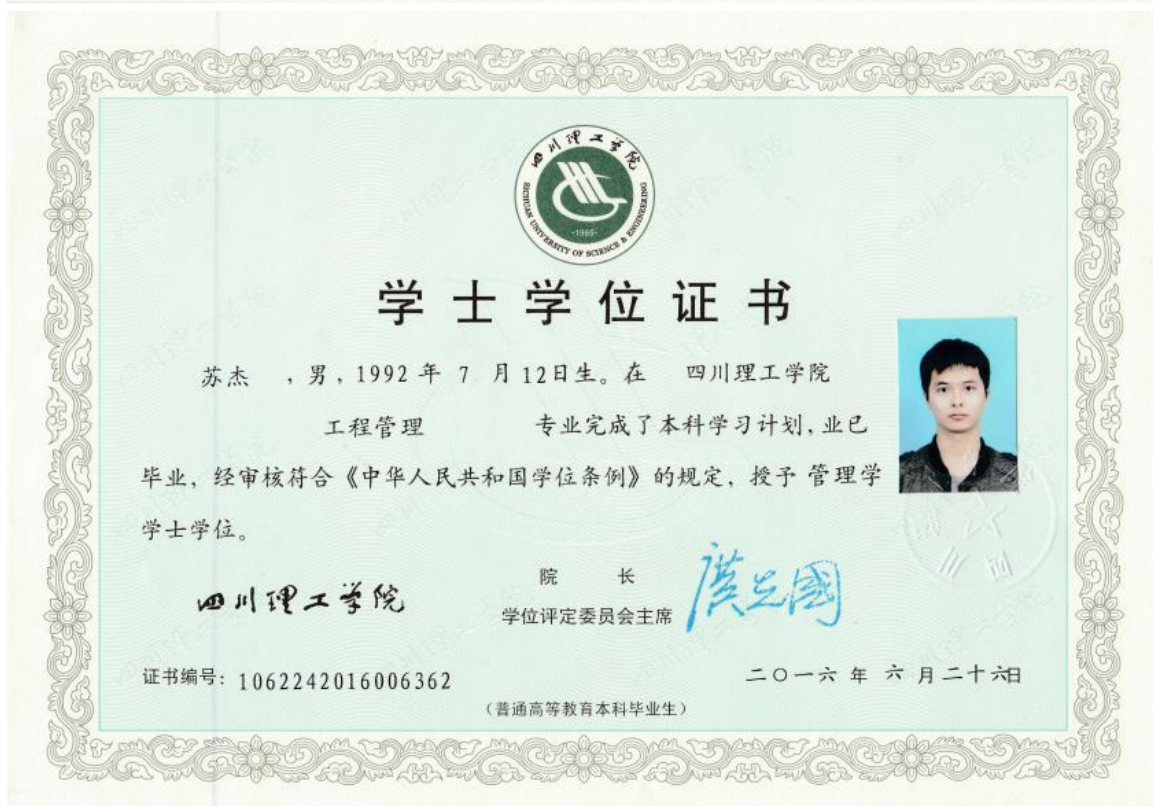 四川理工学院
SICHUAN UNIVERSITY OF SCIENCE & ENGINEERING
·1965·
学士学位证书
苏杰 ，男，1992 年 7 月 12日生。在 四川理工学院
工程管理 专业完成了本科学习计划，业已
毕业，经审核符合《中华人民共和国学位条例》的规定，授予 管理学
学士学位。
四川理工学院
院 长
学位评定委员会主席
证书编号：1062242016006362
二〇一六 年 六 月二十六日
（普通高等教育本科毕业生）